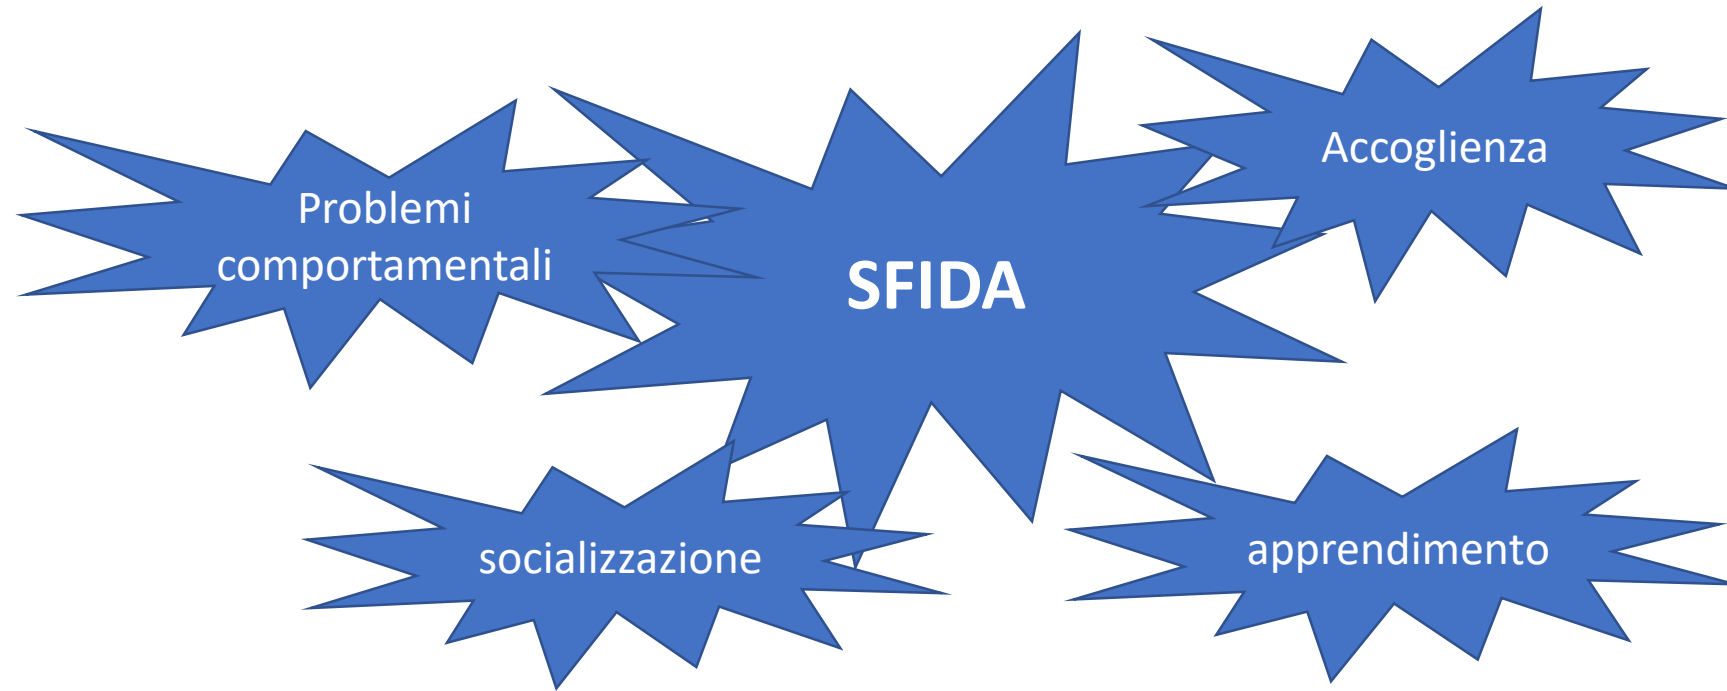 Accoglienza
Problemi
comportamentali
SFIDA
socializzazione
apprendimento